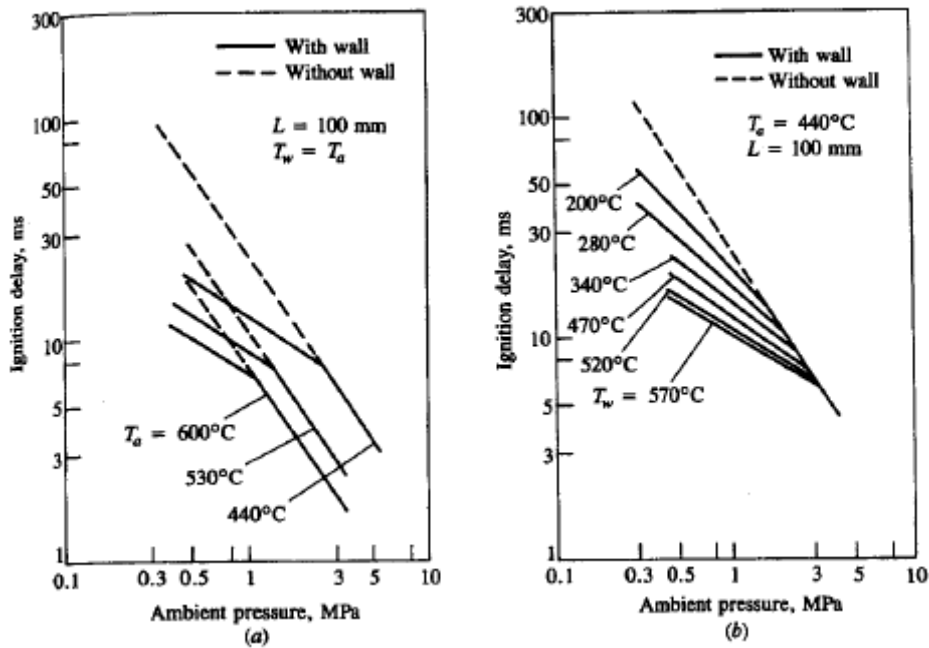 300
100
50
30
10
5
3
1
Ignition delay, ms
With wall
Without wall
L = 100 mm
T_w = T_a
T_a = 600°C
530°C
440°C
0.1 0.3 0.5 1 3 5 10
Ambient pressure, MPa
(a)
300
100
50
30
10
5
3
1
Ignition delay, ms
With wall
Without wall
T_a = 440°C
L = 100 mm
200°C
280°C
340°C
470°C
520°C
T_w = 570°C
0.1 0.3 0.5 1 3 5 10
Ambient pressure, MPa
(b)